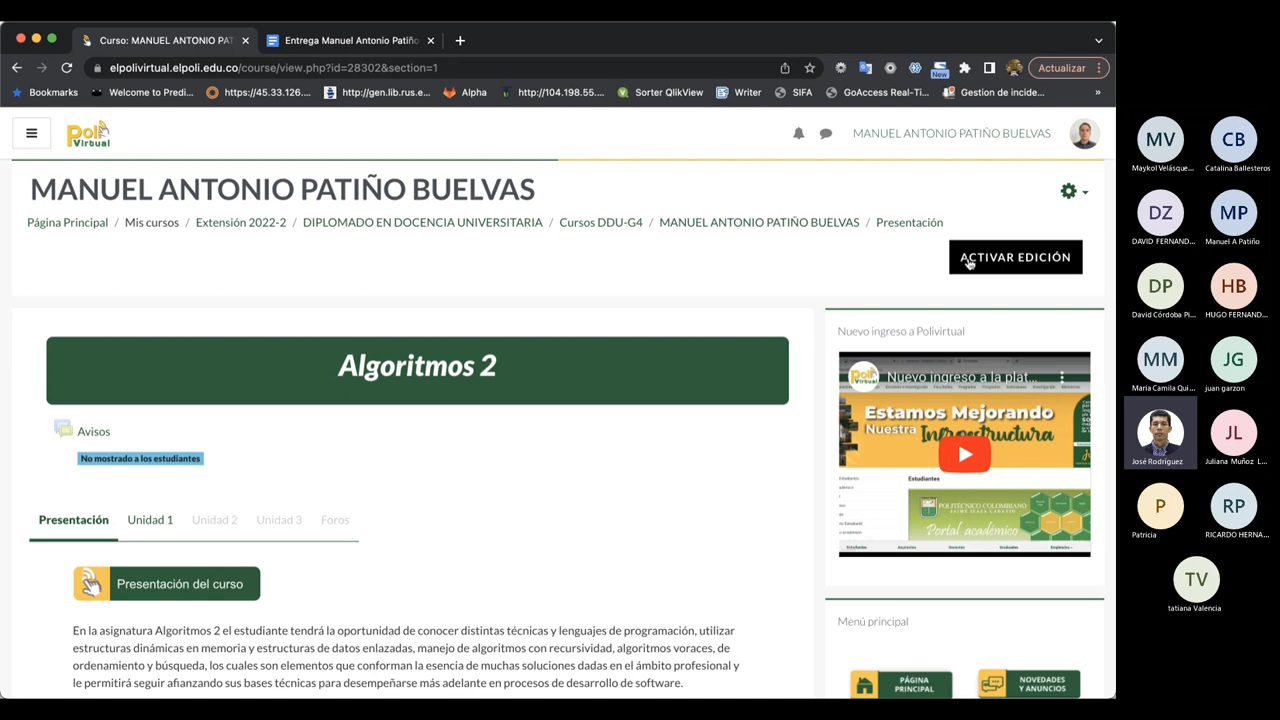 Curso: MANUEL ANTONIO PAT
Entrega Manuel Antonio Patiño
elpolivirtual.elpoli.edu.co/course/view.php?id=28302&section=1
New
Actualizar
Bookmarks
Welcome to Predi...
https://45.33.126....
http://gen.lib.rus.e...
Alpha
http://104.198.55....
Sorter QlikView
Writer
SIFA
GoAccess Real-Ti...
Gestion de incide...
»
Poli
Virtual
MANUEL ANTONIO PATIÑO BUELVAS
MANUEL ANTONIO PATIÑO BUELVAS
Página Principal / Mis cursos / Extensión 2022-2 / DIPLOMADO EN DOCENCIA UNIVERSITARIA / Cursos DDU-G4 / MANUEL ANTONIO PATIÑO BUELVAS / Presentación
ACTIVAR EDICIÓN
Algoritmos 2
Avisos
No mostrado a los estudiantes
Presentación
Unidad 1
Unidad 2
Unidad 3
Foros
Presentación del curso
En la asignatura Algoritmos 2 el estudiante tendrá la oportunidad de conocer distintas técnicas y lenguajes de programación, utilizar
estructuras dinámicas en memoria y estructuras de datos enlazadas, manejo de algoritmos con recursividad, algoritmos voraces, de
ordenamiento y búsqueda, los cuales son elementos que conforman la esencia de muchas soluciones dadas en el ámbito profesional y
le permitirá seguir afianzando sus bases técnicas para desempeñarse más adelante en procesos de desarrollo de software.
Nuevo ingreso a Polivirtual
Nuevo ingreso a la plat...
Estamos Mejorando
Nuestra Infraestructura
Estudiantes
POLITÉCNICO COLOMBIANO
JAIME ISAZA CADAVID
Portal académico
Menú principal
PÁGINA
PRINCIPAL
NOVEDADES
Y ANUNCIOS
MV
Maykol Velásque...
CB
Catalina Ballesteros
DZ
DAVID FERNAND...
MP
Manuel A Patiño
DP
David Córdoba Pi...
HB
HUGO FERNAND...
MM
Maria Camila Qui...
JG
juan garzon
José Rodríguez
JL
Juliana Muñoz L...
P
Patricia
RP
RICARDO HERNA...
TV
tatiana Valencia